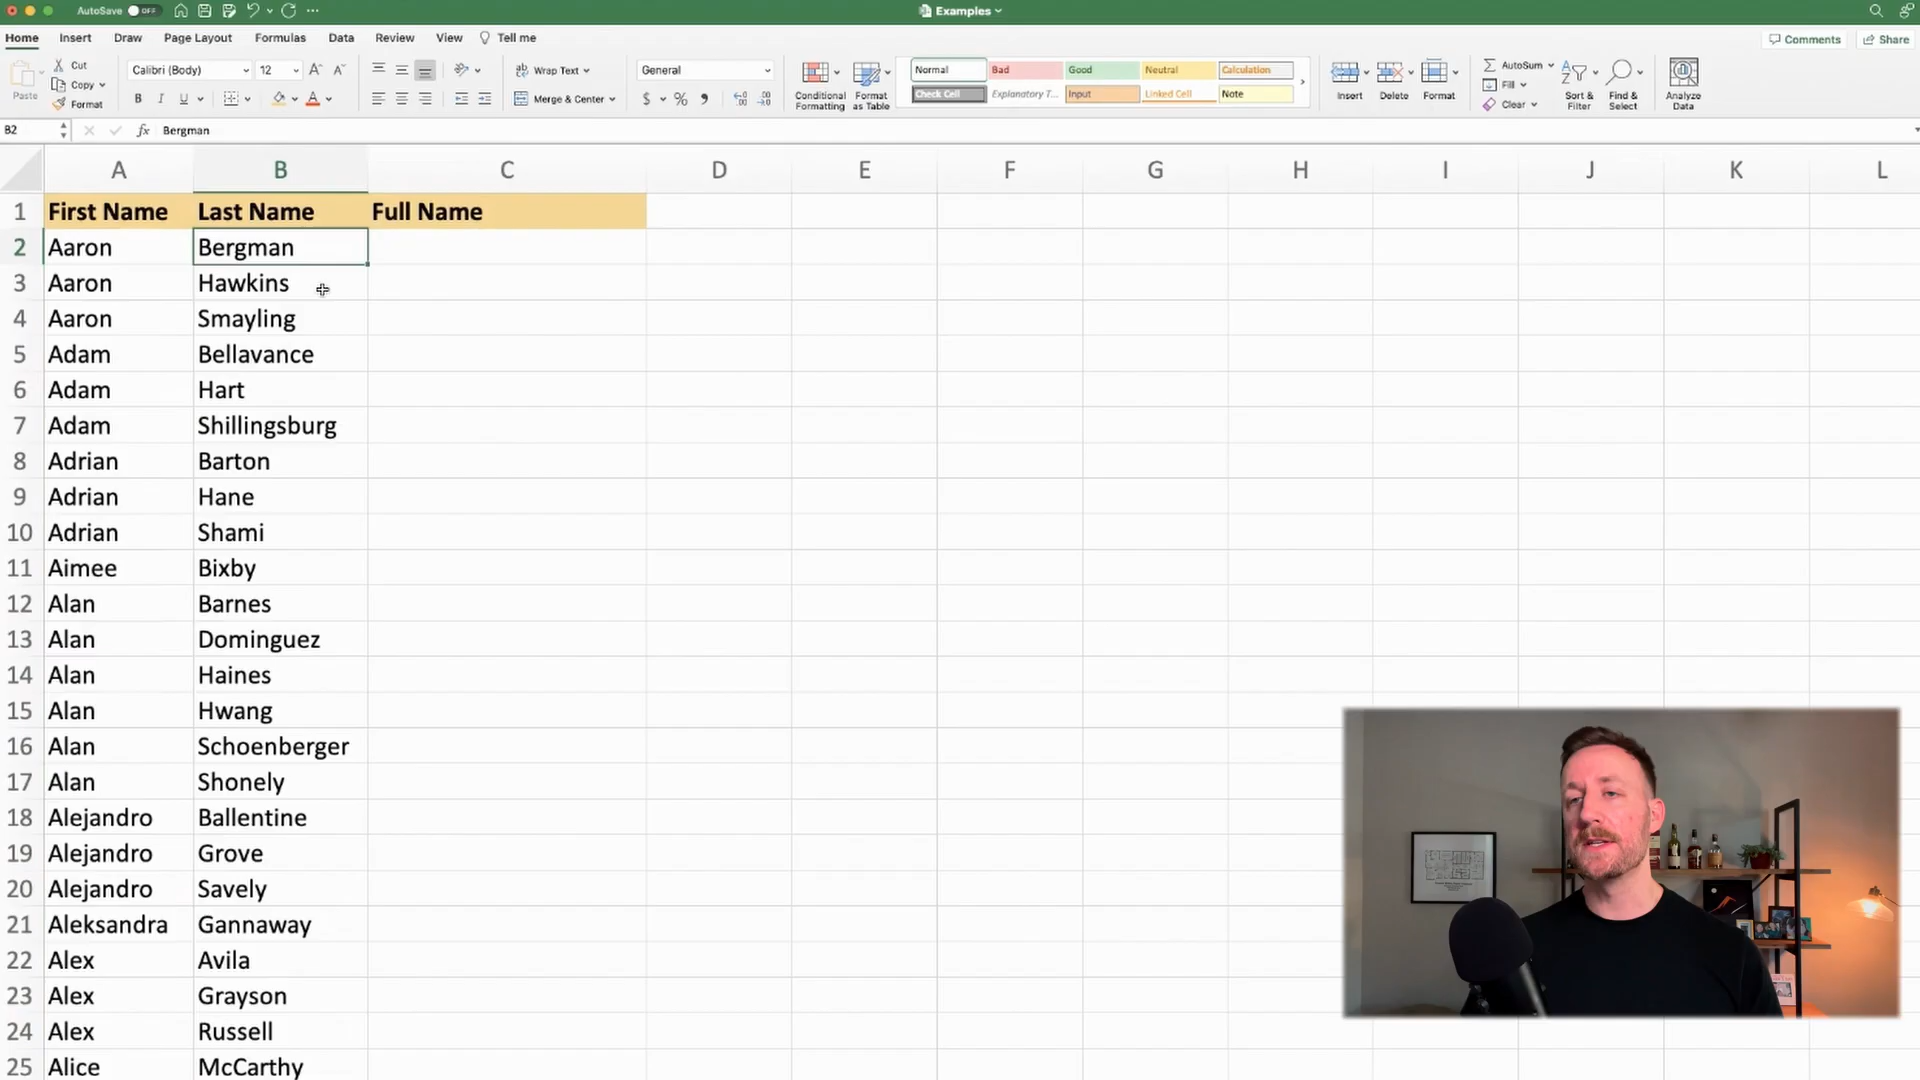 AutoSave OFF
Examples
Home Insert Draw Page Layout Formulas Data Review View Tell me
Comments Share
Paste
Cut
Copy
Format
Calibri (Body) 12
B I U
Wrap Text
Merge & Center
General
$ %
Conditional Formatting
Format as Table
Normal Bad Good Neutral Calculation
Check Cell Explanatory T... Input Linked Cell Note
Insert Delete Format
AutoSum
Fill
Clear
Sort & Filter
Find & Select
Analyze Data
B2 fx Bergman
A B C D E F G H I J K L
1 First Name Last Name Full Name
2 Aaron Bergman
3 Aaron Hawkins
4 Aaron Smayling
5 Adam Bellavance
6 Adam Hart
7 Adam Shillingsburg
8 Adrian Barton
9 Adrian Hane
10 Adrian Shami
11 Aimee Bixby
12 Alan Barnes
13 Alan Dominguez
14 Alan Haines
15 Alan Hwang
16 Alan Schoenberger
17 Alan Shonely
18 Alejandro Ballentine
19 Alejandro Grove
20 Alejandro Savely
21 Aleksandra Gannaway
22 Alex Avila
23 Alex Grayson
24 Alex Russell
25 Alice McCarthy